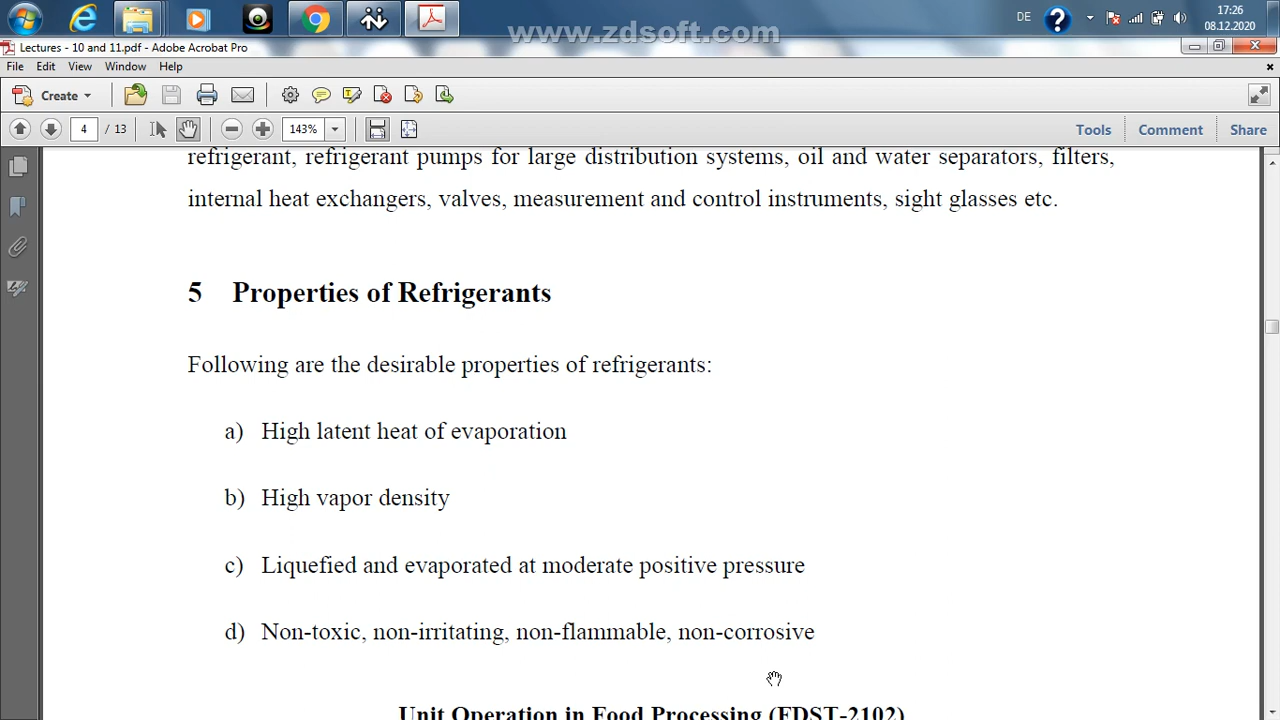 DE
17:26
08.12.2020
www.zdsoft.com
Lectures - 10 and 11.pdf - Adobe Acrobat Pro
File Edit View Window Help
Create
4 / 13
143%
Tools Comment Share
refrigerant, refrigerant pumps for large distribution systems, oil and water separators, filters,
internal heat exchangers, valves, measurement and control instruments, sight glasses etc.
5 Properties of Refrigerants
Following are the desirable properties of refrigerants:
a) High latent heat of evaporation
b) High vapor density
c) Liquefied and evaporated at moderate positive pressure
d) Non-toxic, non-irritating, non-flammable, non-corrosive
Unit Operation in Food Processing (FDST-2102)